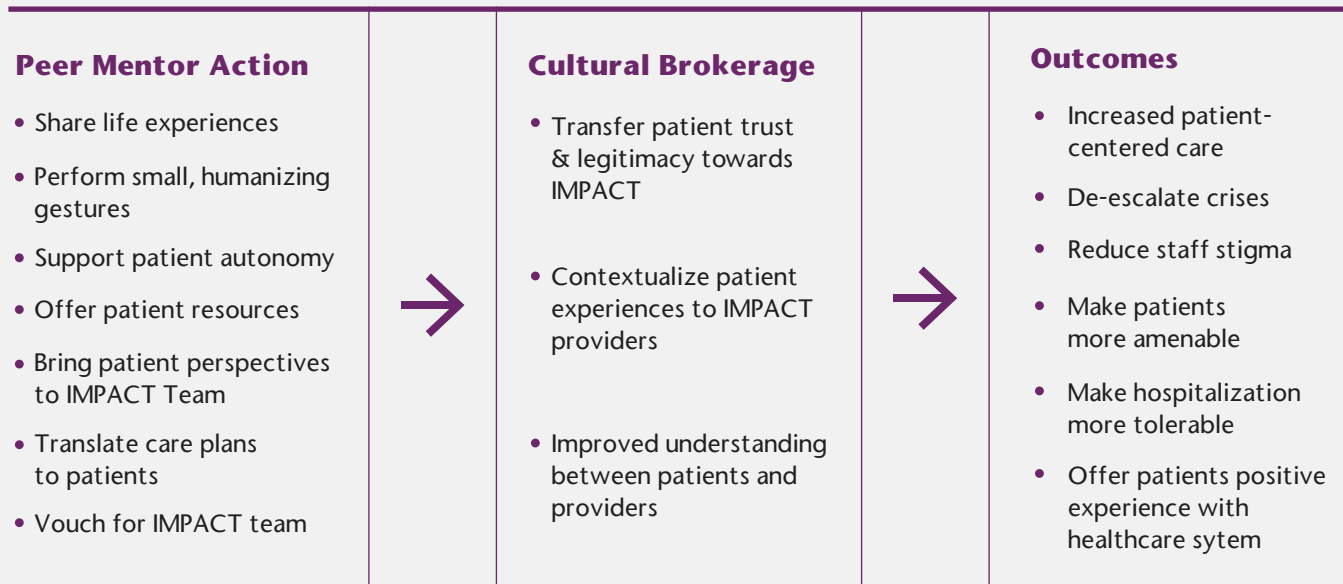 Peer Mentor Action
• Share life experiences
• Perform small, humanizing
gestures
• Support patient autonomy
• Offer patient resources
• Bring patient perspectives
to IMPACT Team
• Translate care plans
to patients
• Vouch for IMPACT team
Cultural Brokerage
• Transfer patient trust
& legitimacy towards
IMPACT
• Contextualize patient
experiences to IMPACT
providers
• Improved understanding
between patients and
providers
Outcomes
• Increased patient-
centered care
• De-escalate crises
• Reduce staff stigma
• Make patients
more amenable
• Make hospitalization
more tolerable
• Offer patients positive
experience with
healthcare sytem